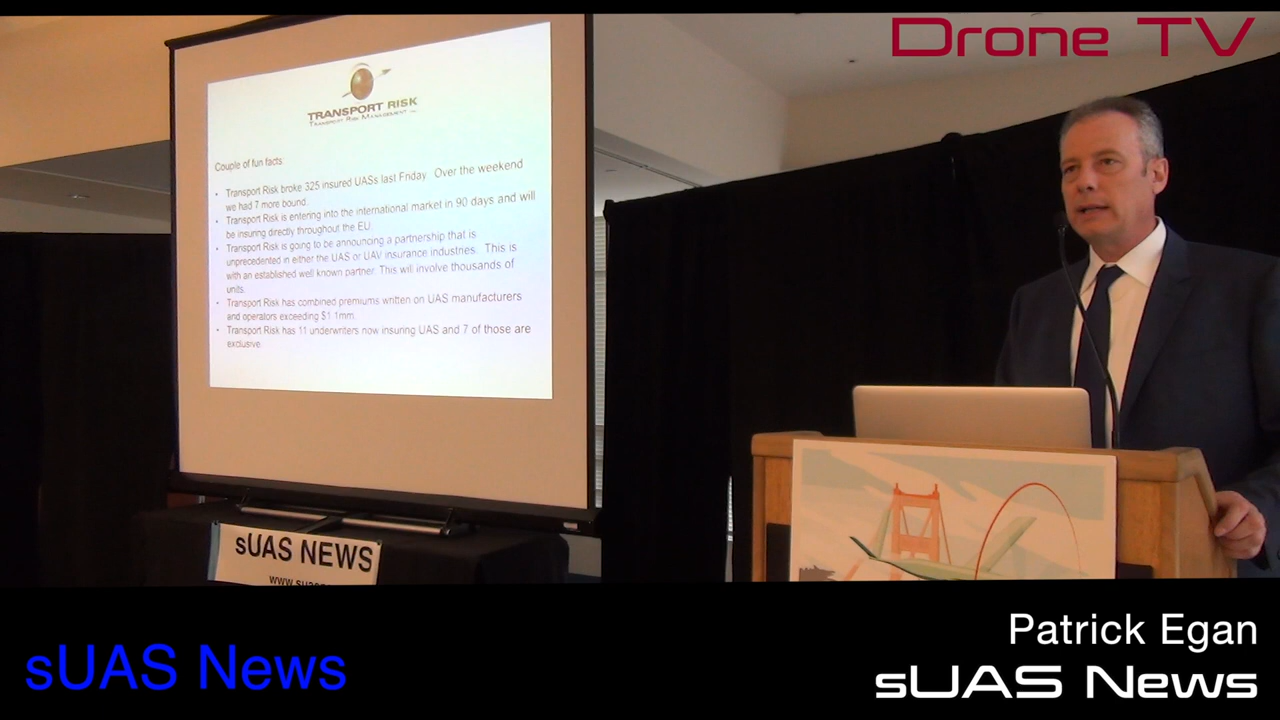 Drone TV
TRANSPORT RISK
TRANSPORT RISK MANAGEMENT
Couple of fun facts:
• Transport Risk broke 325 insured UASs last Friday. Over the weekend
we had 7 more bound.
• Transport Risk is entering into the international market in 90 days and will
be insuring directly throughout the EU.
• Transport Risk is going to be announcing a partnership that is
unprecedented in either the UAS or UAV insurance industries. This is
with an established well known partner. This will involve thousands of
units.
• Transport Risk has combined premiums written on UAS manufacturers
and operators exceeding $1.1mm.
• Transport Risk has 11 underwriters now insuring UAS and 7 of those are
exclusive.
sUAS NEWS
Patrick Egan
sUAS News
sUAS News